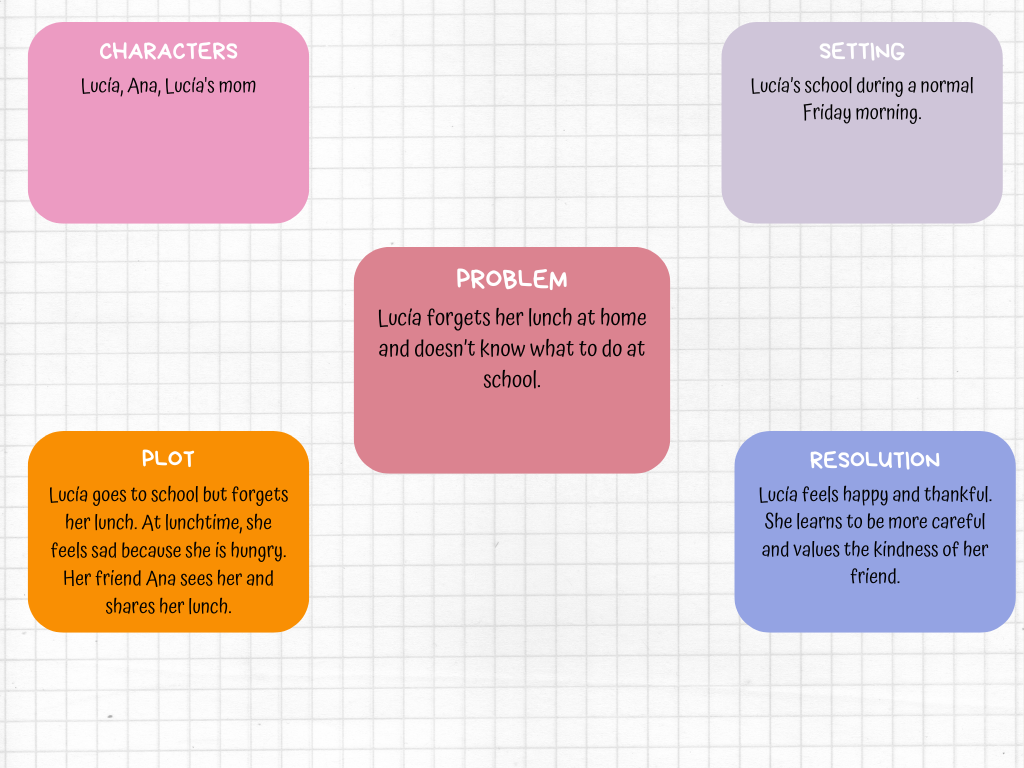 CHARACTERS
Lucía, Ana, Lucía's mom
SETTING
Lucía's school during a normal
Friday morning.
PROBLEM
Lucía forgets her lunch at home
and doesn't know what to do at
school.
PLOT
Lucía goes to school but forgets
her lunch. At lunchtime, she
feels sad because she is hungry.
Her friend Ana sees her and
shares her lunch.
RESOLUTION
Lucía feels happy and thankful.
She learns to be more careful
and values the kindness of her
friend.